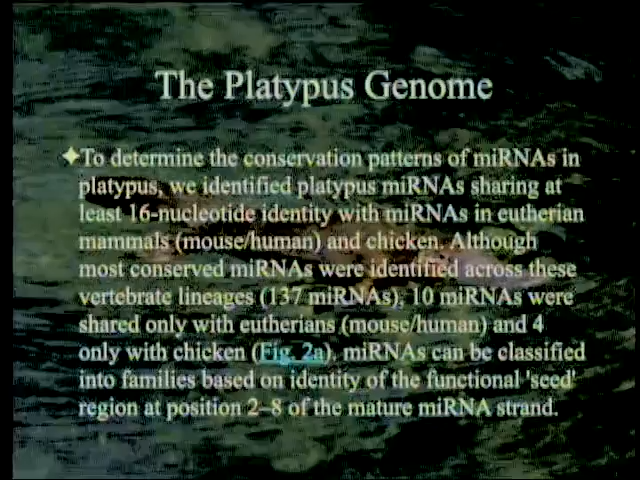 The Platypus Genome
To determine the conservation patterns of miRNAs in
platypus, we identified platypus miRNAs sharing at
least 16-nucleotide identity with miRNAs in eutherian
mammals (mouse/human) and chicken. Although
most conserved miRNAs were identified across these
vertebrate lineages (137 miRNAs), 10 miRNAs were
shared only with eutherians (mouse/human) and 4
only with chicken (Fig. 2a). miRNAs can be classified
into families based on identity of the functional 'seed'
region at position 2–8 of the mature miRNA strand.